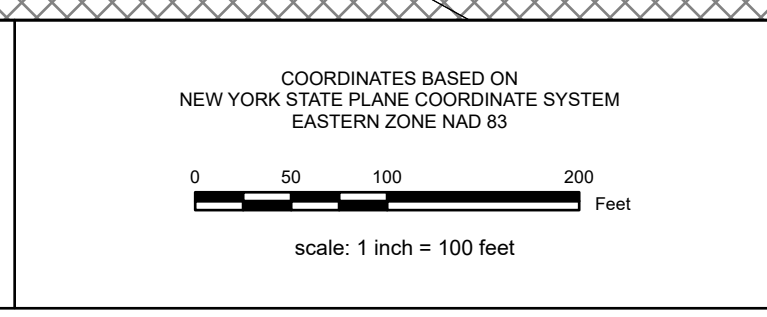 COORDINATES BASED ON
NEW YORK STATE PLANE COORDINATE SYSTEM
EASTERN ZONE NAD 83
0 50 100 200
Feet
scale: 1 inch = 100 feet